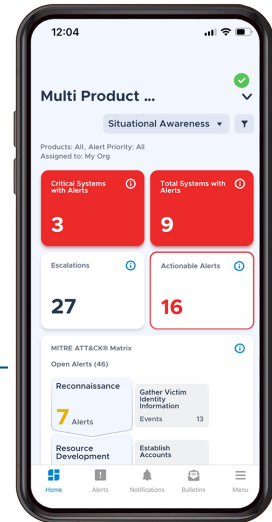 12:04
Multi Product ...
Situational Awareness
Products: All, Alert Priority: All
Assigned to: My Org
Critical Systems
with Alerts
3
Total Systems with
Alerts
9
Escalations
27
Actionable Alerts
16
MITRE ATT&CK® Matrix
Open Alerts (46)
Reconnaissance
7 Alerts
Gather Victim
Identity
Information
Events 13
Resource
Development
Establish
Accounts
Home
Alerts
Notifications
Bulletins
Menu